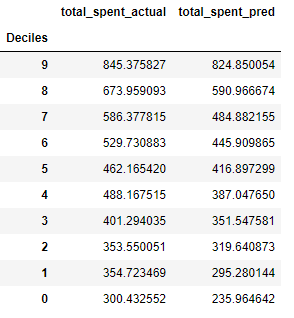 total_spent_actual total_spent_pred
Deciles
9 845.375827 824.850054
8 673.959093 590.966674
7 586.377815 484.882155
6 529.730883 445.909865
5 462.165420 416.897299
4 488.167515 387.047650
3 401.294035 351.547581
2 353.550051 319.640873
1 354.723469 295.280144
0 300.432552 235.964642